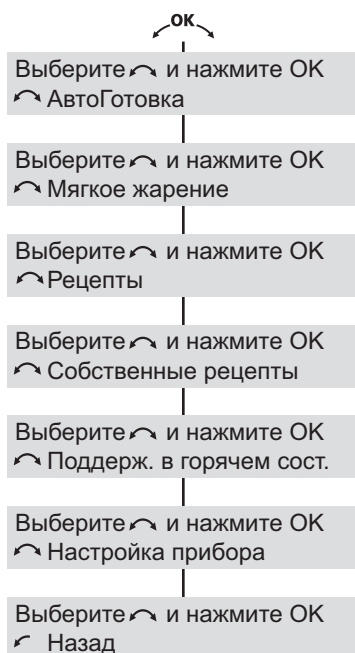 OK
Выберите и нажмите OK
АвтоГотовка
Выберите и нажмите OK
Мягкое жарение
Выберите и нажмите OK
Рецепты
Выберите и нажмите OK
Собственные рецепты
Выберите и нажмите OK
Поддерж. в горячем сост.
Выберите и нажмите OK
Настройка прибора
Выберите и нажмите OK
Назад